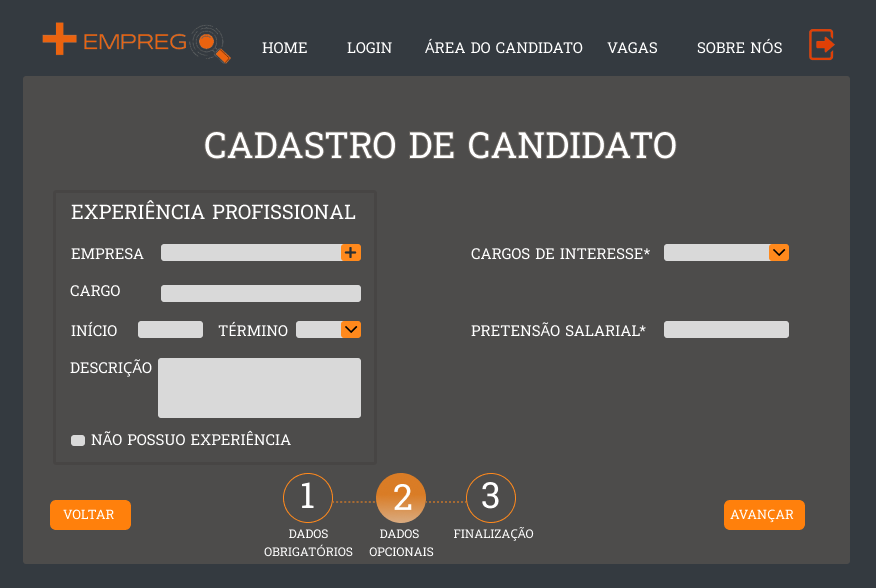 EMPREGO
HOME
LOGIN
ÁREA DO CANDIDATO
VAGAS
SOBRE NÓS
CADASTRO DE CANDIDATO
EXPERIÊNCIA PROFISSIONAL
EMPRESA
CARGO
INÍCIO
TÉRMINO
DESCRIÇÃO
NÃO POSSUO EXPERIÊNCIA
CARGOS DE INTERESSE*
PRETENSÃO SALARIAL*
VOLTAR
1
DADOS
OBRIGATÓRIOS
2
DADOS
OPCIONAIS
3
FINALIZAÇÃO
AVANÇAR